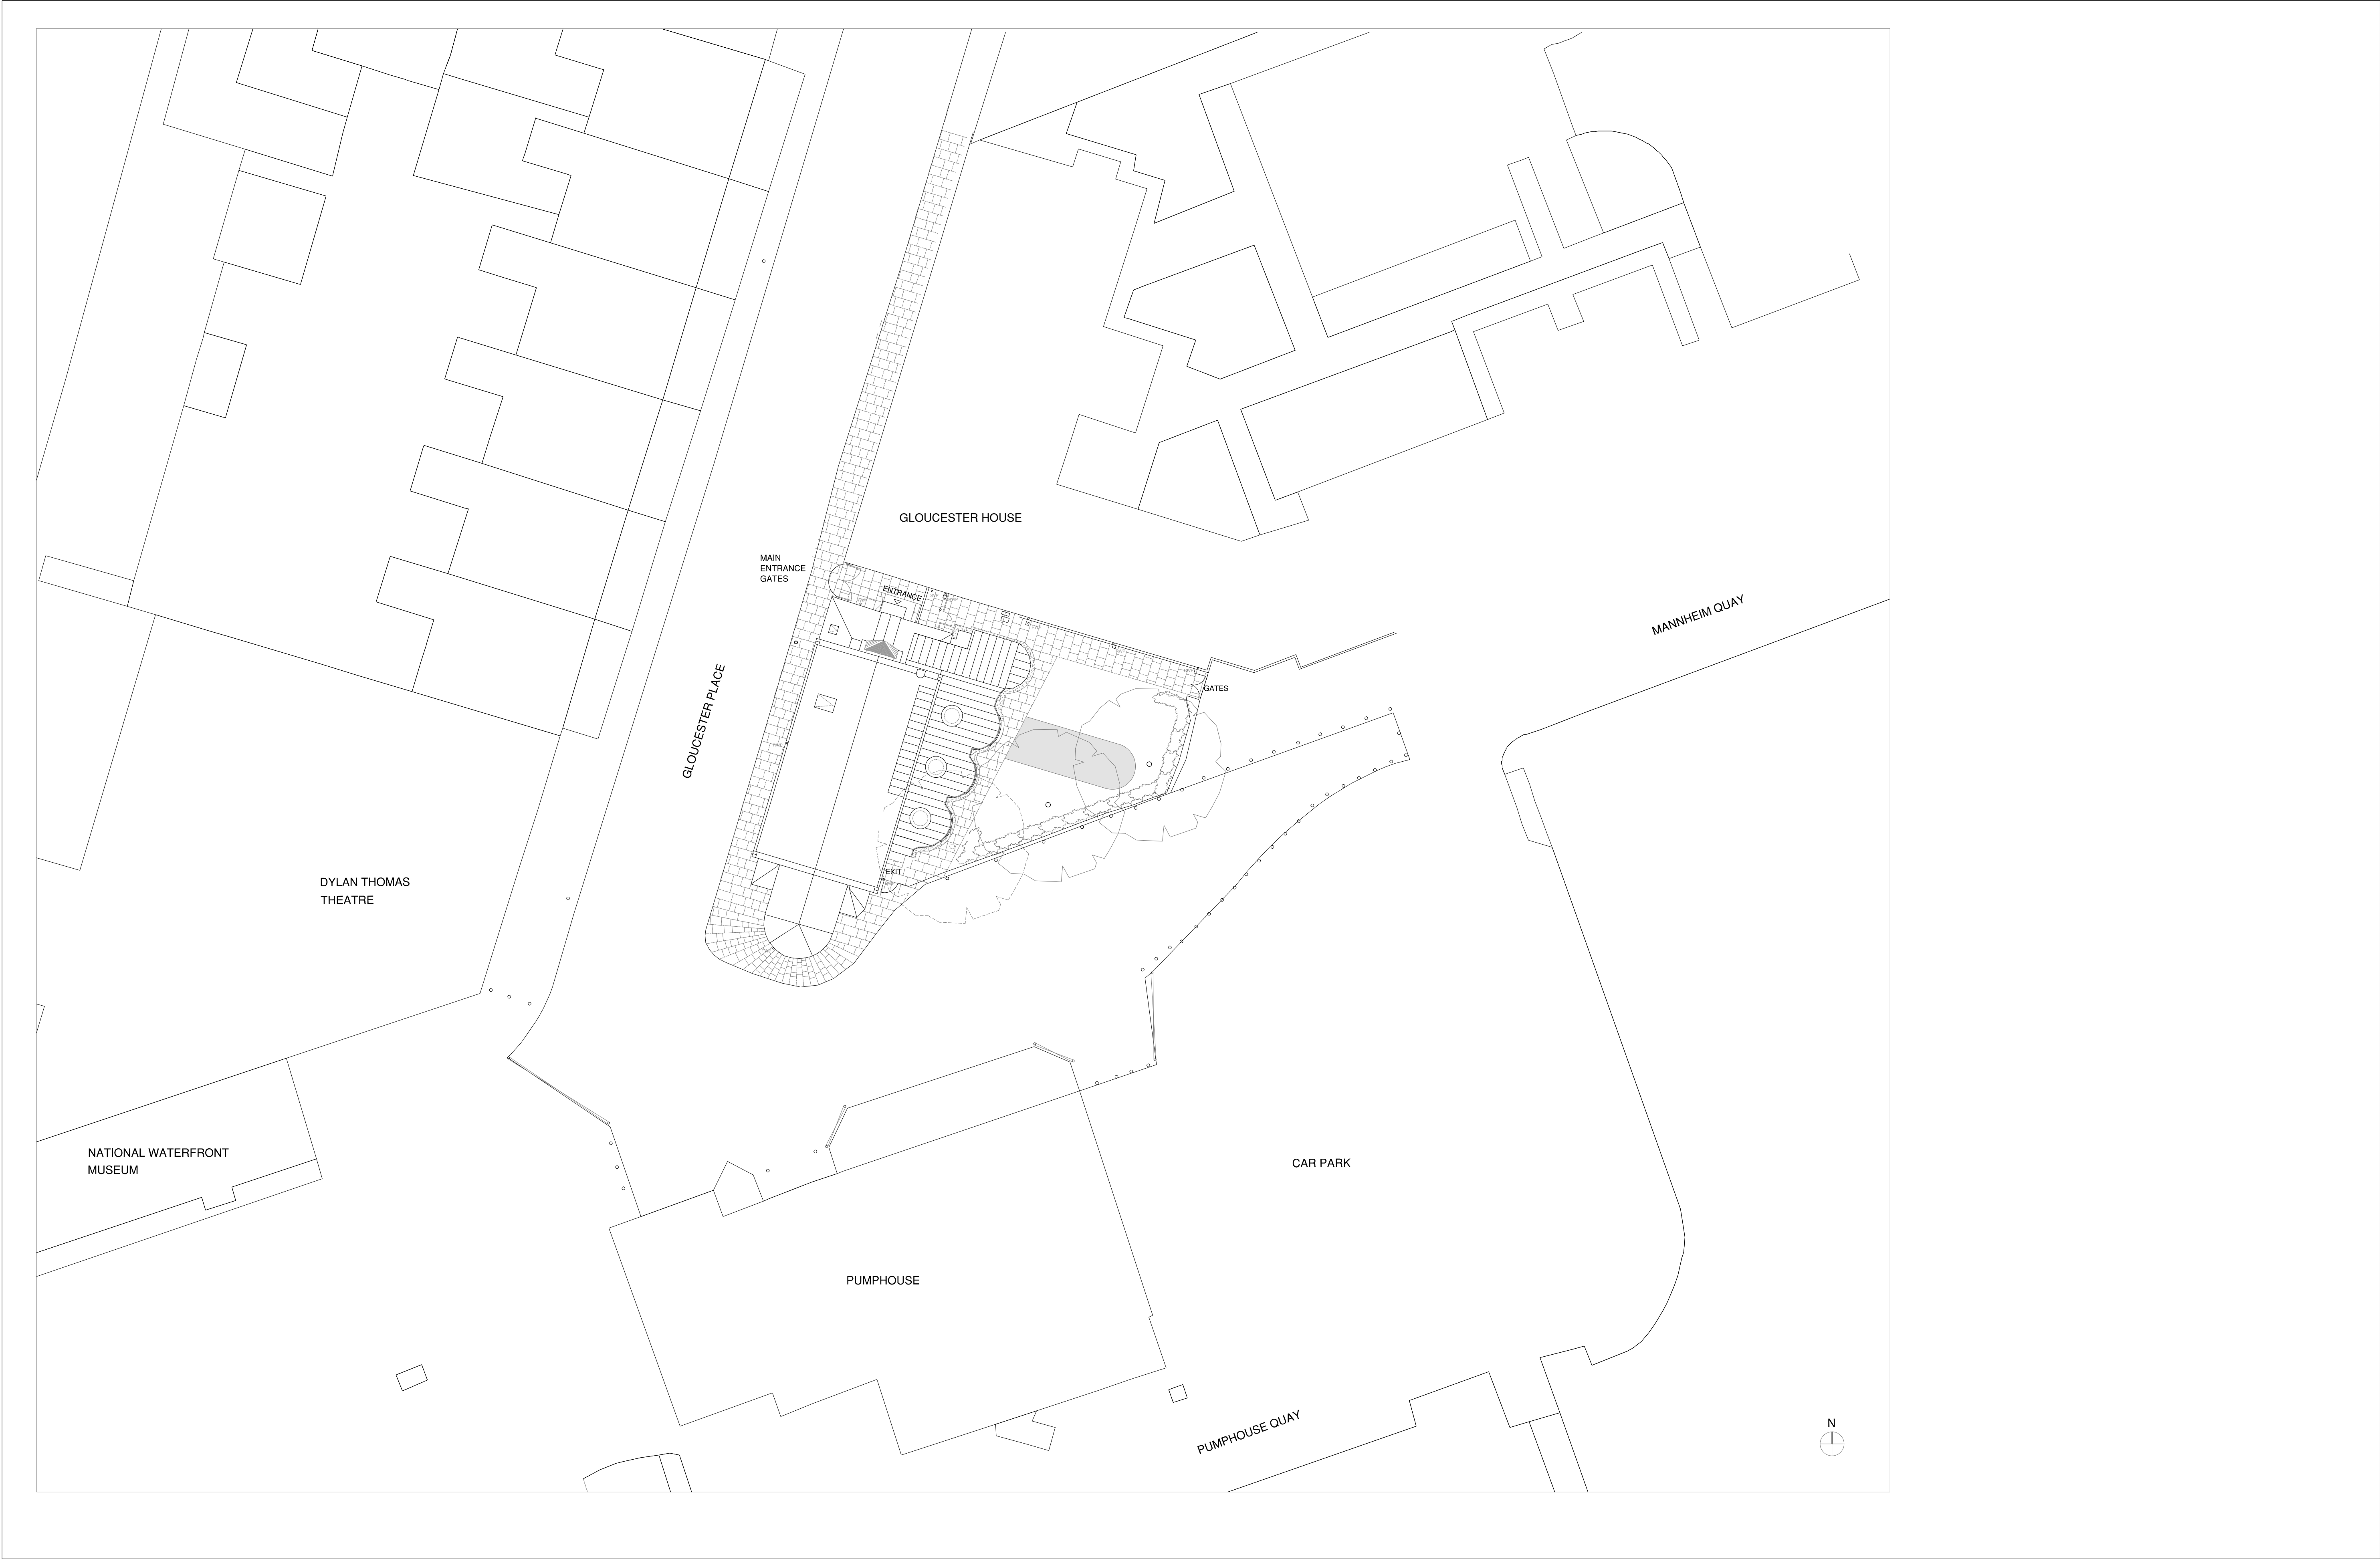 GLOUCESTER HOUSE
MAIN
ENTRANCE
GATES
ENTRANCE
MANNHEIM QUAY
GLOUCESTER PLACE
GATES
EXIT
DYLAN THOMAS
THEATRE
NATIONAL WATERFRONT
MUSEUM
CAR PARK
PUMPHOUSE
PUMPHOUSE QUAY
N